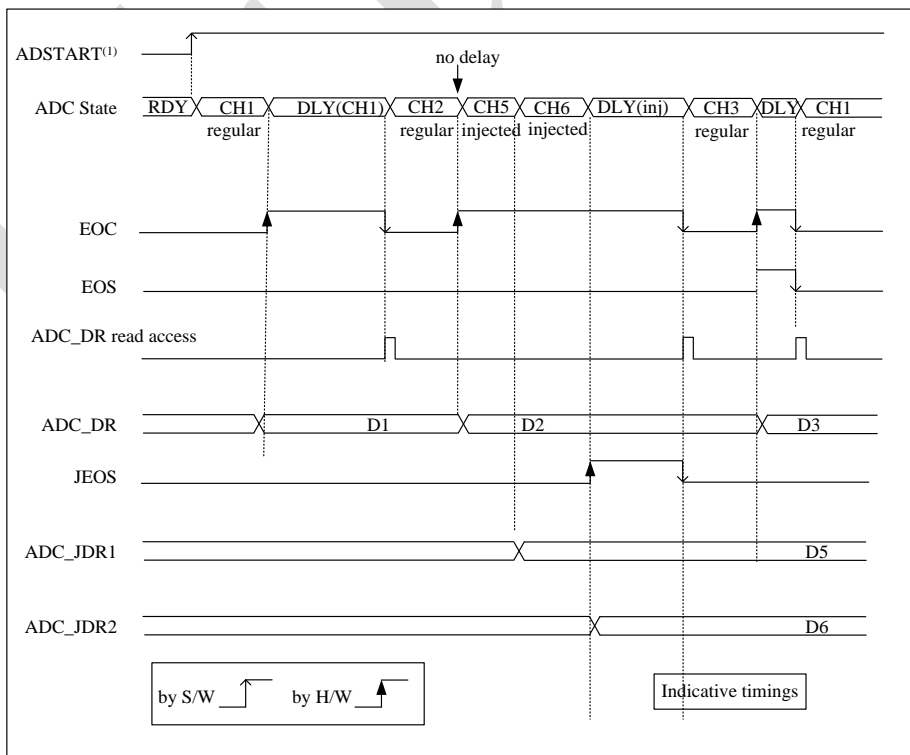 ADSTART(1)
no delay
ADC State
RDY CH1 DLY(CH1) CH2 CH5 CH6 DLY(inj) CH3 DLY CH1
regular regular injected injected regular regular
EOC
EOS
ADC_DR read access
ADC_DR D1 D2 D3
JEOS
ADC_JDR1 D5
ADC_JDR2 D6
by S/W by H/W
Indicative timings